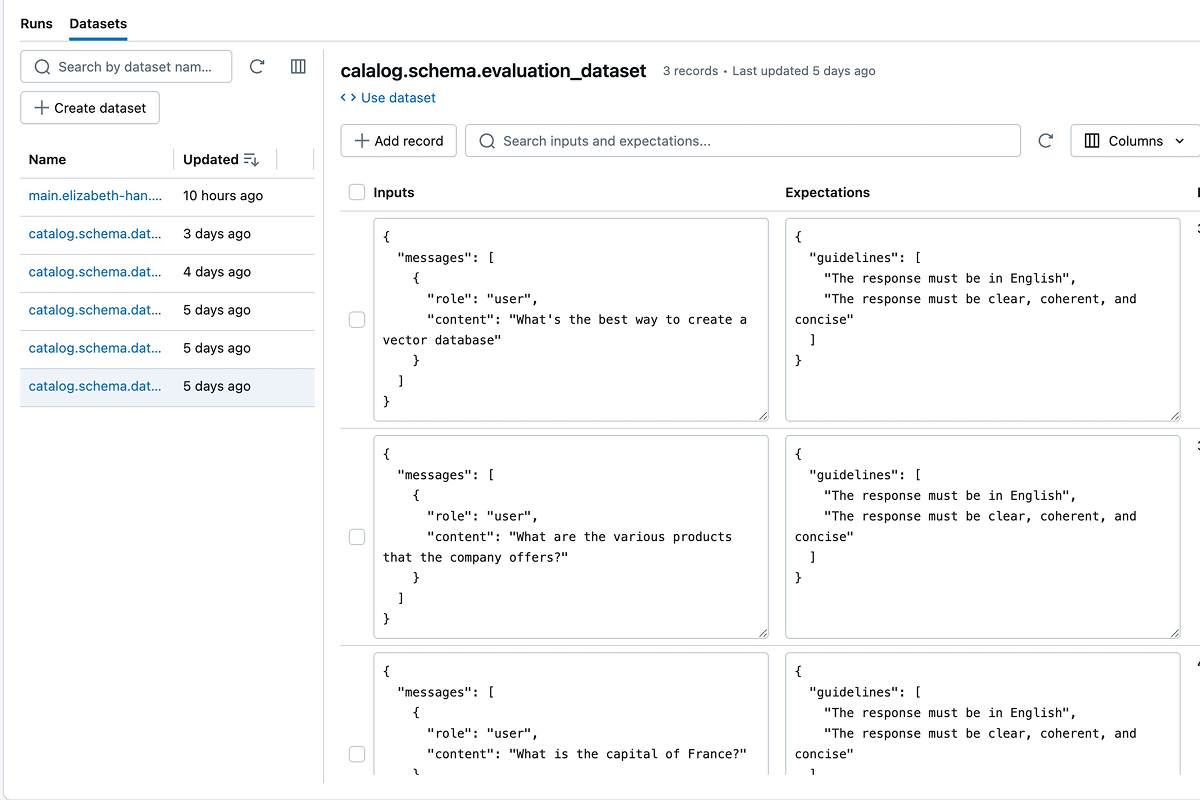 Runs Datasets
Search by dataset nam...
Create dataset
Name Updated
main.elizabeth-han.... 10 hours ago
catalog.schema.dat... 3 days ago
catalog.schema.dat... 4 days ago
catalog.schema.dat... 5 days ago
catalog.schema.dat... 5 days ago
catalog.schema.dat... 5 days ago
calalog.schema.evaluation_dataset 3 records • Last updated 5 days ago
<> Use dataset
Add record Search inputs and expectations... Columns
Inputs Expectations
{
"messages": [
{
"role": "user",
"content": "What's the best way to create a
vector database"
}
]
}
{
"guidelines": [
"The response must be in English",
"The response must be clear, coherent, and
concise"
]
}
{
"messages": [
{
"role": "user",
"content": "What are the various products
that the company offers?"
}
]
}
{
"guidelines": [
"The response must be in English",
"The response must be clear, coherent, and
concise"
]
}
{
"messages": [
{
"role": "user",
"content": "What is the capital of France?"
}
{
"guidelines": [
"The response must be in English",
"The response must be clear, coherent, and
concise"
]